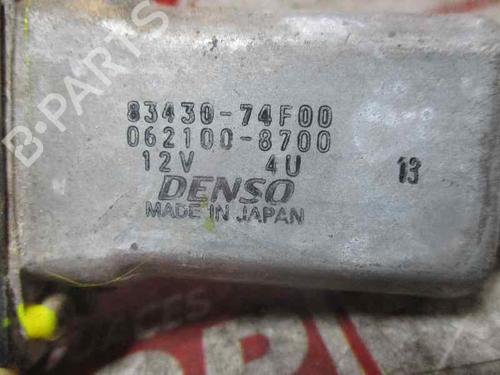 B-PARTS
83430-74F00
062100-8700
12V 4U 13
DENSO
MADE IN JAPAN